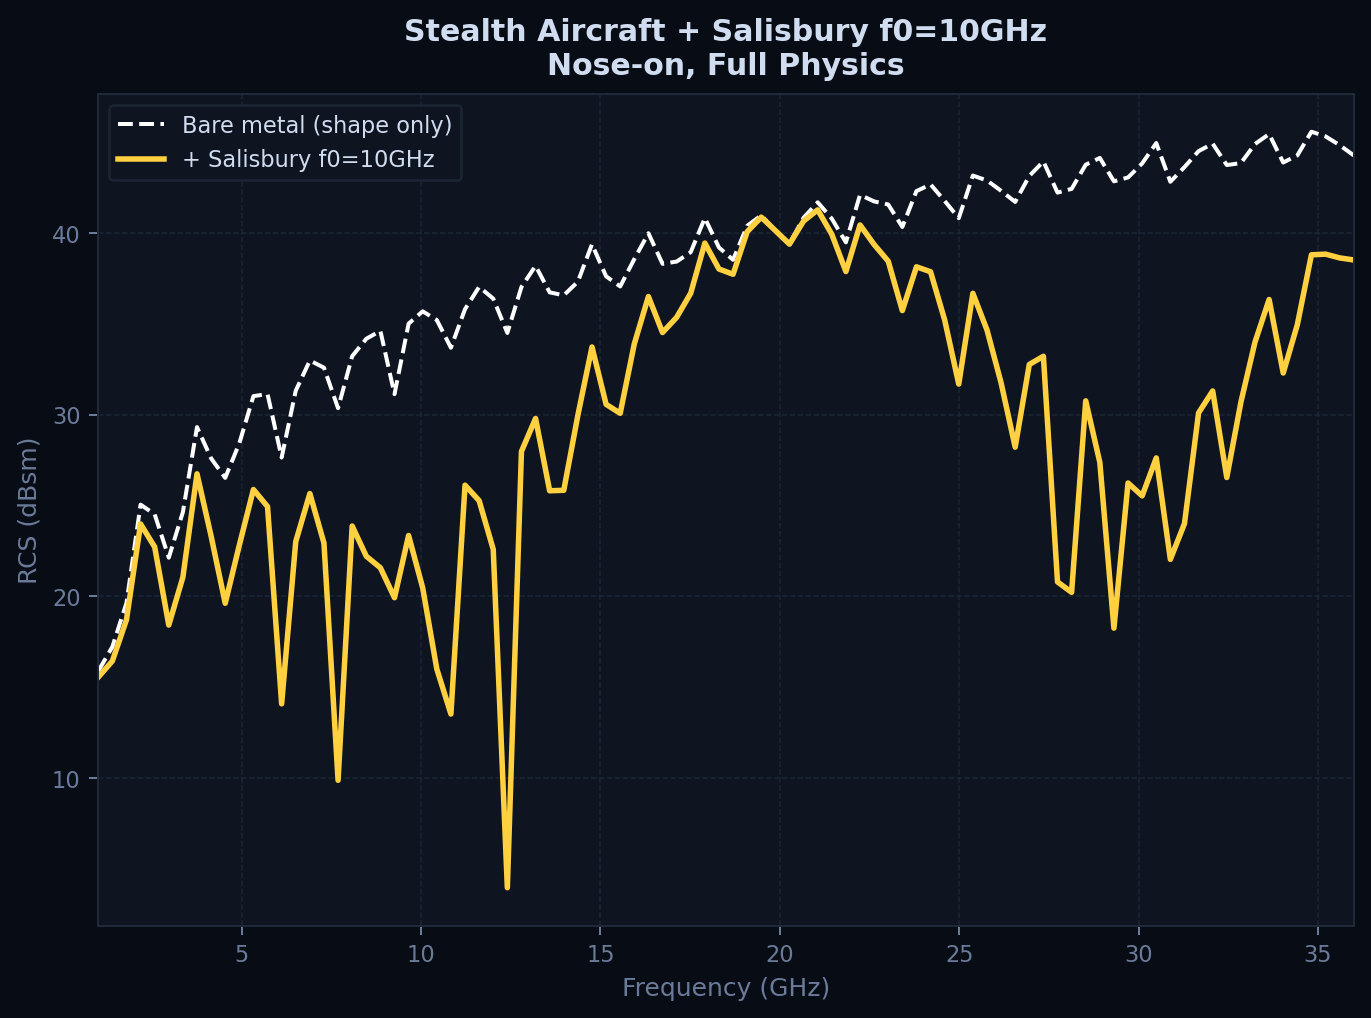 Stealth Aircraft + Salisbury f0=10GHz
Nose-on, Full Physics
Bare metal (shape only)
+ Salisbury f0=10GHz
RCS (dBsm)
40
30
20
10
5
10
15
20
25
30
35
Frequency (GHz)